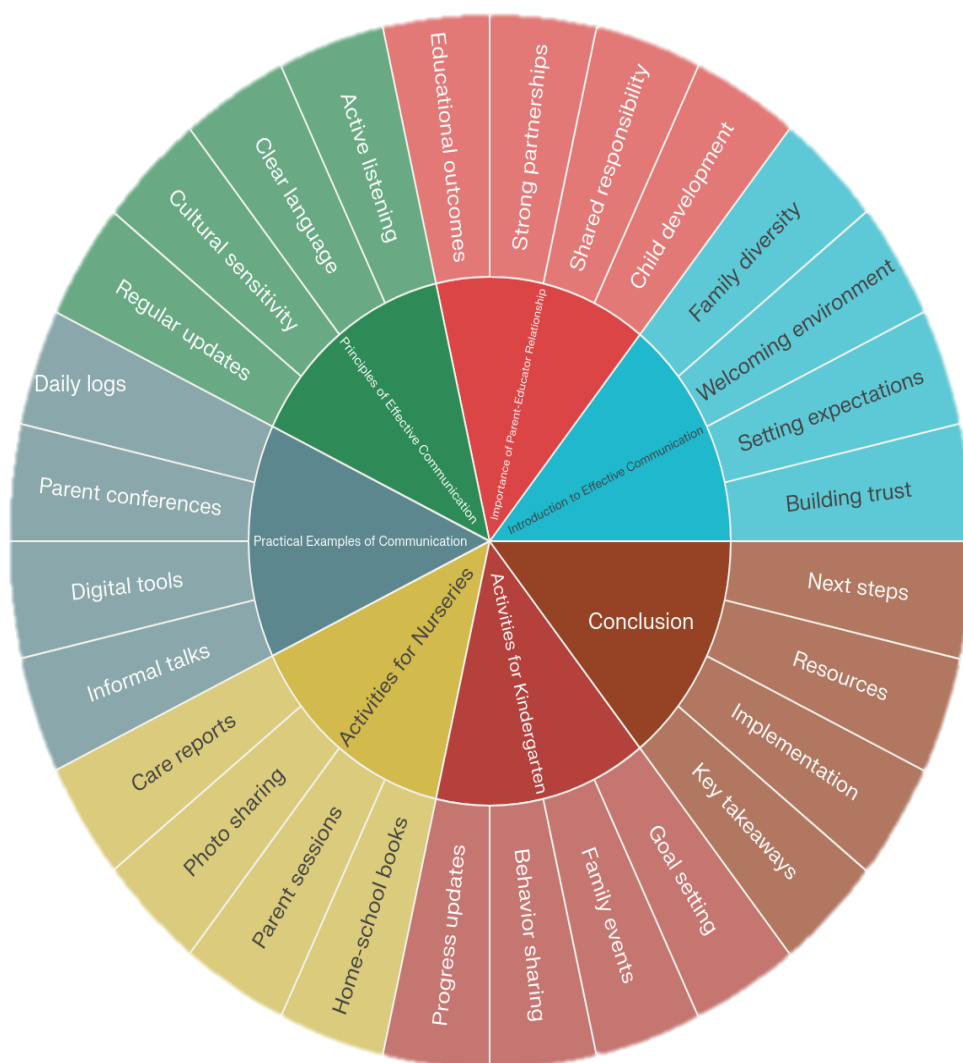 Introduction to Effective Communication
Building trust
Setting expectations
Welcoming environment
Family diversity
Importance of Parent-Educator Relationship
Child development
Shared responsibility
Strong partnerships
Educational outcomes
Principles of Effective Communication
Active listening
Clear language
Cultural sensitivity
Regular updates
Practical Examples of Communication
Daily logs
Parent conferences
Digital tools
Informal talks
Activities for Nurseries
Care reports
Photo sharing
Parent sessions
Home-school books
Activities for Kindergarten
Progress updates
Behavior sharing
Family events
Goal setting
Conclusion
Key takeaways
Implementation
Resources
Next steps